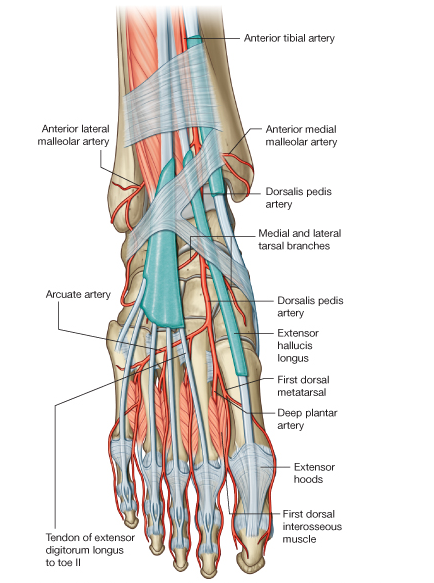 Anterior tibial artery
Anterior lateral
malleolar artery
Anterior medial
malleolar artery
Dorsalis pedis
artery
Medial and lateral
tarsal branches
Arcuate artery
Dorsalis pedis
artery
Extensor
hallucis
longus
First dorsal
metatarsal
Deep plantar
artery
Extensor
hoods
First dorsal
interosseous
muscle
Tendon of extensor
digitorum longus
to toe II